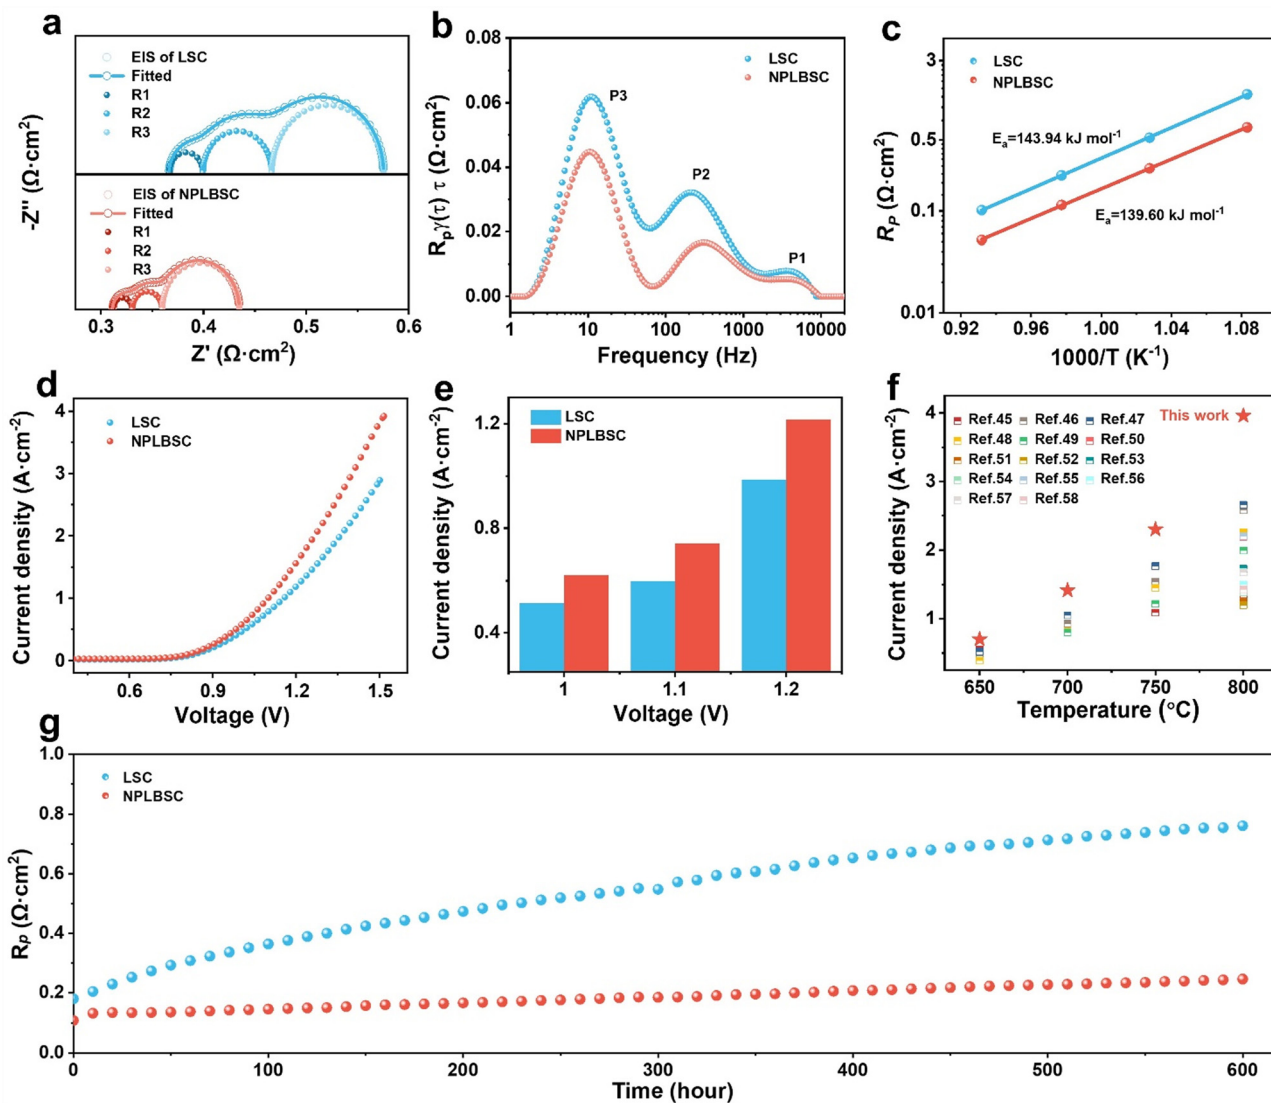 a
EIS of LSC
Fitted
R1
R2
R3
EIS of NPLBSC
Fitted
R1
R2
R3
-Z" (Ω·cm²)
0.3 0.4 0.5 0.6
Z' (Ω·cm²)
b
LSC
NPLBSC
P3
P2
P1
0.08
0.06
0.04
0.02
0.00
Rpγ(τ) τ (Ω·cm²)
1 10 100 1000 10000
Frequency (Hz)
c
LSC
NPLBSC
Ea=143.94 kJ mol⁻¹
Ea=139.60 kJ mol⁻¹
3
0.5
0.1
0.01
RP (Ω·cm²)
0.92 0.96 1.00 1.04 1.08
1000/T (K⁻¹)
d
LSC
NPLBSC
4
3
2
1
0
Current density (A·cm⁻²)
0.6 0.9 1.2 1.5
Voltage (V)
e
LSC
NPLBSC
1.2
0.8
0.4
Current density (A·cm⁻²)
1 1.1 1.2
Voltage (V)
f
Ref.45 Ref.46 Ref.47 This work
Ref.48 Ref.49 Ref.50
Ref.51 Ref.52 Ref.53
Ref.54 Ref.55 Ref.56
Ref.57 Ref.58
4
3
2
1
Current density (A·cm⁻²)
650 700 750 800
Temperature (°C)
g
LSC
NPLBSC
1.0
0.8
0.6
0.4
0.2
0.0
RP (Ω·cm²)
0 100 200 300 400 500 600
Time (hour)